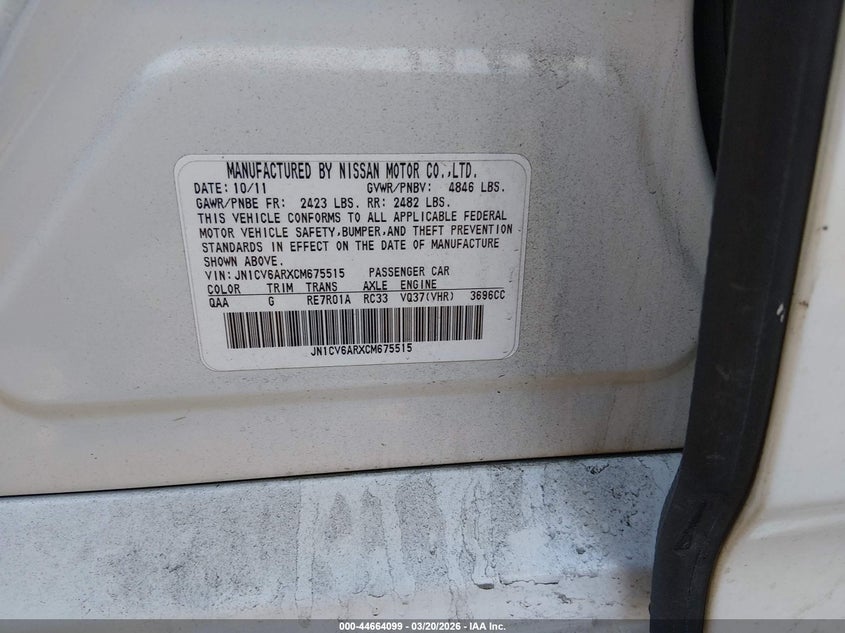 MANUFACTURED BY NISSAN MOTOR CO.,LTD.
DATE: 10/11 GVWR/PNBV: 4846 LBS.
GAWR/PNBE FR: 2423 LBS. RR: 2482 LBS.
THIS VEHICLE CONFORMS TO ALL APPLICABLE FEDERAL
MOTOR VEHICLE SAFETY,BUMPER,AND THEFT PREVENTION
STANDARDS IN EFFECT ON THE DATE OF MANUFACTURE
SHOWN ABOVE.
VIN: JN1CV6ARXCM675515 PASSENGER CAR
COLOR TRIM TRANS AXLE ENGINE
QAA G RE7R01A RC33 VQ37(VHR) 3696CC
JN1CV6ARXCM675515
000-44664099 — 03/20/2026 - IAA Inc.